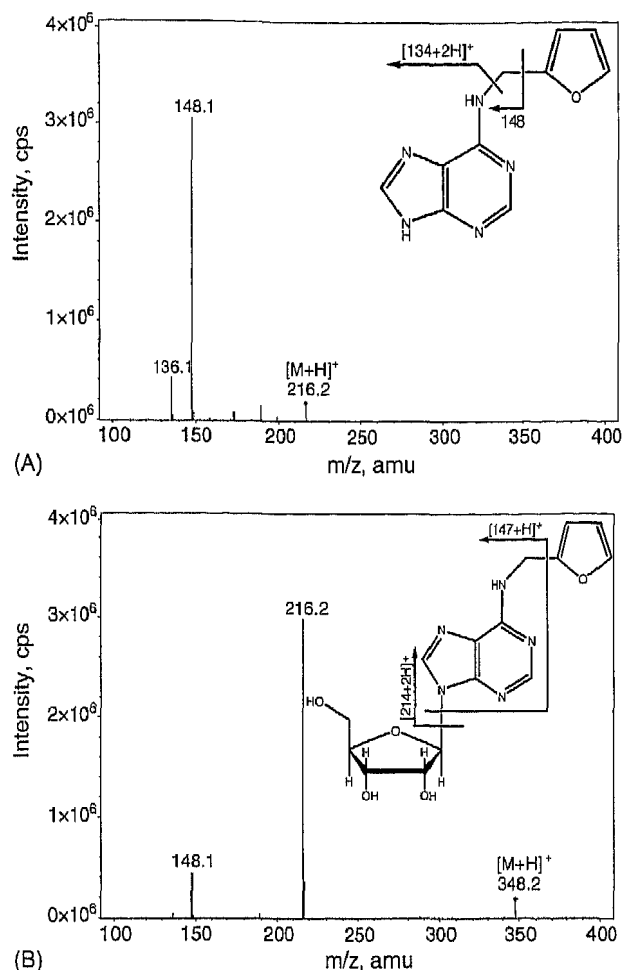 4×10⁶
[134+2H]⁺
148.1
HN
O
148
3×10⁶
N
N
Intensity, cps
2×10⁶
N
H
N
1×10⁶
136.1
[M+H]⁺
216.2
0×10⁶
100 150 200 250 300 350 400
(A)
m/z, amu
4×10⁶
[147+H]⁺
O
HN
216.2
3×10⁶
N
N
Intensity, cps
[214+2H]⁺
N
N
2×10⁶
HO
O
H
H
H
H
OH
OH
1×10⁶
148.1
[M+H]⁺
348.2
0×10⁶
100 150 200 250 300 350 400
(B)
m/z, amu